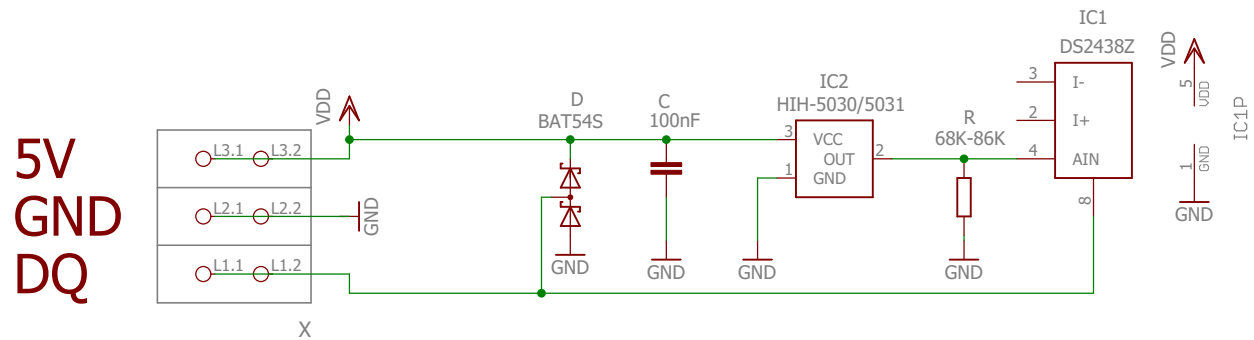 IC1
DS2438Z
VDD
3
I-
2
I+
4
AIN
8
5
VDD
IC1P
1
GND
GND
IC2
HIH-5030/5031
3
VCC
OUT
2
1
GND
GND
R
68K-86K
GND
D
BAT54S
GND
C
100nF
GND
VDD
5V
L3.1
L3.2
GND
L2.1
L2.2
GND
DQ
L1.1
L1.2
X